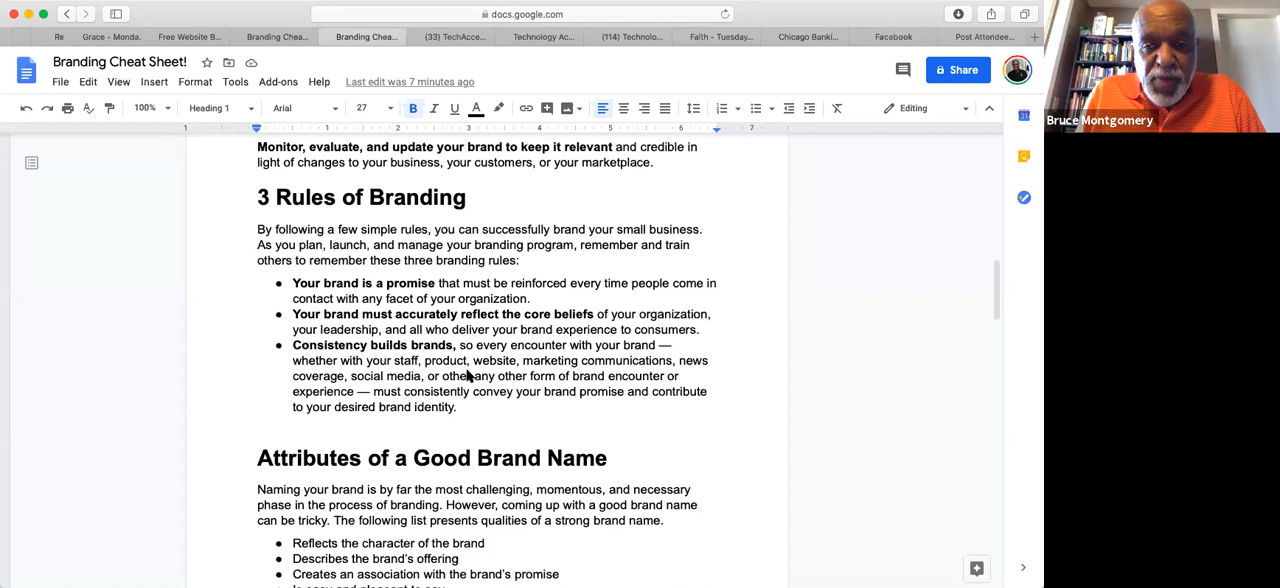 docs.google.com
Re
Grace - Monda.
Free Website B...
Branding Chea...
Branding Chea...
(33) TechAcce...
Technology Ac...
(114) Technolo...
Faith - Tuesday...
Chicago Banki...
Facebook
Post Attendee...
Branding Cheat Sheet!
File Edit View Insert Format Tools Add-ons Help Last edit was 7 minutes ago
Share
100% Heading 1 Arial 27 B I U A Editing
1 1 2 3 4 5 6 7
Bruce Montgomery
Monitor, evaluate, and update your brand to keep it relevant and credible in
light of changes to your business, your customers, or your marketplace.
3 Rules of Branding
By following a few simple rules, you can successfully brand your small business.
As you plan, launch, and manage your branding program, remember and train
others to remember these three branding rules:
● Your brand is a promise that must be reinforced every time people come in
contact with any facet of your organization.
● Your brand must accurately reflect the core beliefs of your organization,
your leadership, and all who deliver your brand experience to consumers.
● Consistency builds brands, so every encounter with your brand —
whether with your staff, product, website, marketing communications, news
coverage, social media, or other any other form of brand encounter or
experience — must consistently convey your brand promise and contribute
to your desired brand identity.
Attributes of a Good Brand Name
Naming your brand is by far the most challenging, momentous, and necessary
phase in the process of branding. However, coming up with a good brand name
can be tricky. The following list presents qualities of a strong brand name.
● Reflects the character of the brand
● Describes the brand's offering
● Creates an association with the brand's promise